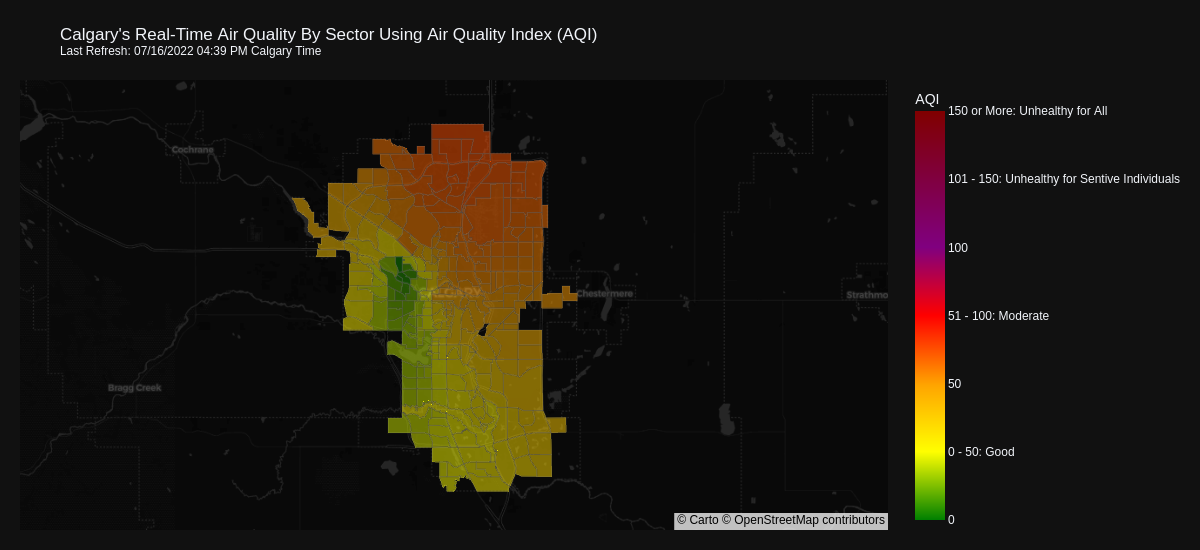 Calgary's Real-Time Air Quality By Sector Using Air Quality Index (AQI)
Last Refresh: 07/16/2022 04:39 PM Calgary Time
AQI
150 or More: Unhealthy for All
Cochrane
101 - 150: Unhealthy for Sentive Individuals
100
CALGARY
Chestermere
Strathmo
51 - 100: Moderate
50
Bragg Creek
0 - 50: Good
0
© Carto © OpenStreetMap contributors